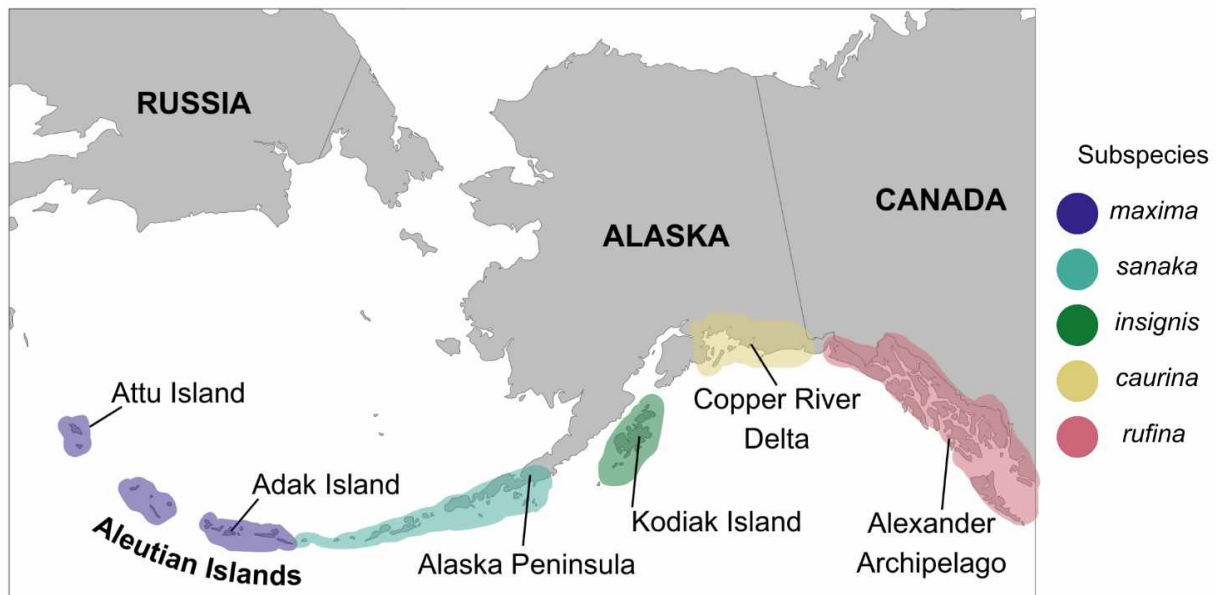 RUSSIA
ALASKA
CANADA
Attu Island
Adak Island
Aleutian Islands
Alaska Peninsula
Kodiak Island
Copper River
Delta
Alexander
Archipelago
Subspecies
maxima
sanaka
insignis
caurina
rufina